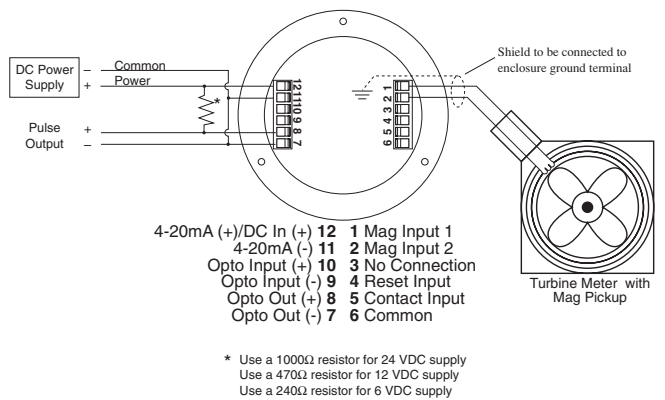 DC Power
Supply
– Common
+ Power
*
Pulse +
Output –
12 11 10 9 8 7
1 2 3 4 5 6
Shield to be connected to
enclosure ground terminal
4-20mA (+)/DC In (+) 12 1 Mag Input 1
4-20mA (-) 11 2 Mag Input 2
Opto Input (+) 10 3 No Connection
Opto Input (-) 9 4 Reset Input
Opto Out (+) 8 5 Contact Input
Opto Out (-) 7 6 Common
Turbine Meter with
Mag Pickup
* Use a 1000Ω resistor for 24 VDC supply
Use a 470Ω resistor for 12 VDC supply
Use a 240Ω resistor for 6 VDC supply